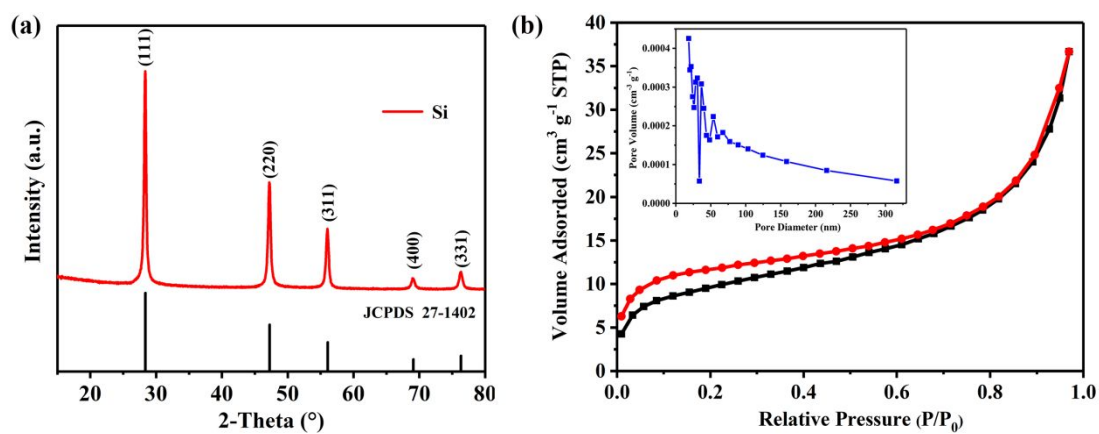 (a)
(111)
Si
(220)
(311)
(400)
(331)
JCPDS 27-1402
Intensity (a.u.)
20 30 40 50 60 70 80
2-Theta (°)
(b)
40
35
30
25
20
15
10
5
0
Volume Adsorbed (cm³ g⁻¹ STP)
0.0 0.2 0.4 0.6 0.8 1.0
Relative Pressure (P/P₀)
0.0004
0.0003
0.0002
0.0001
0.0000
Pore Volume (cm⁻³ g⁻¹)
0 50 100 150 200 250 300
Pore Diameter (nm)